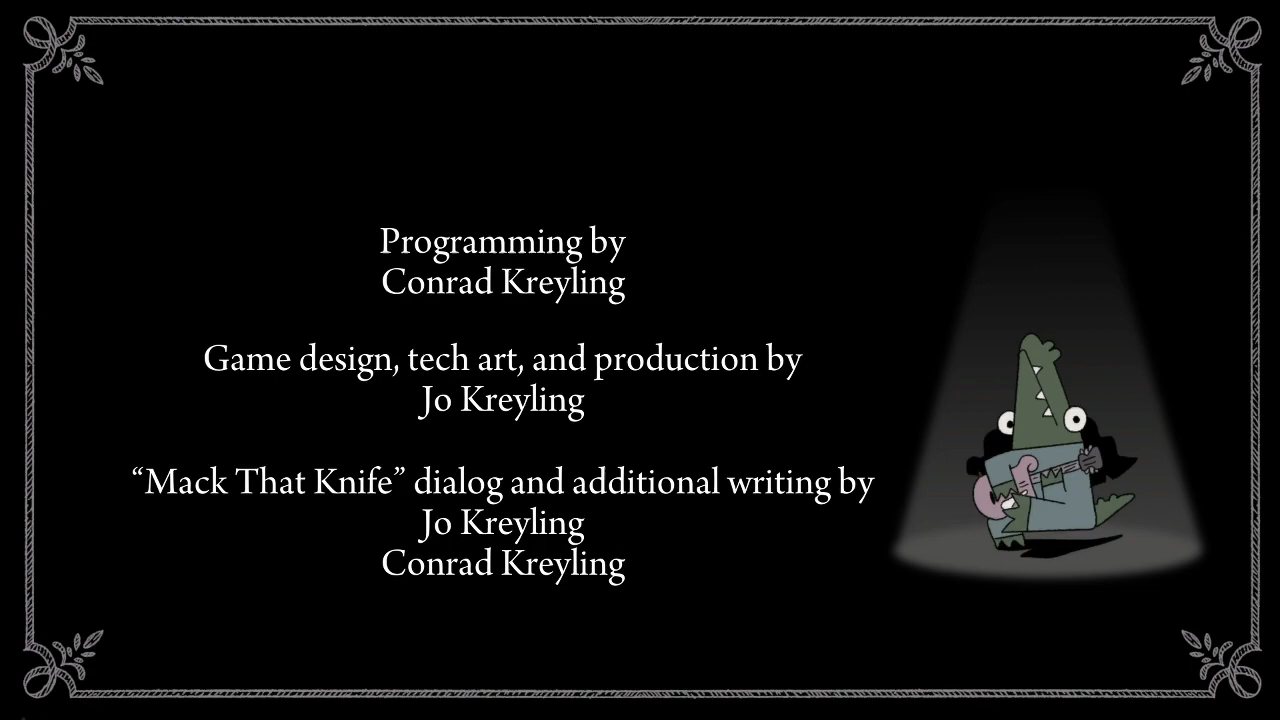 Programming by
Conrad Kreyling
Game design, tech art, and production by
Jo Kreyling
“Mack That Knife” dialog and additional writing by
Jo Kreyling
Conrad Kreyling